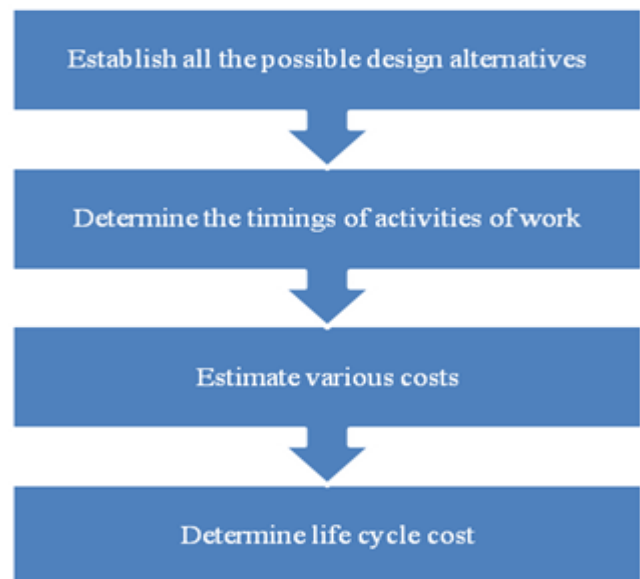 Establish all the possible design alternatives
Determine the timings of activities of work
Estimate various costs
Determine life cycle cost